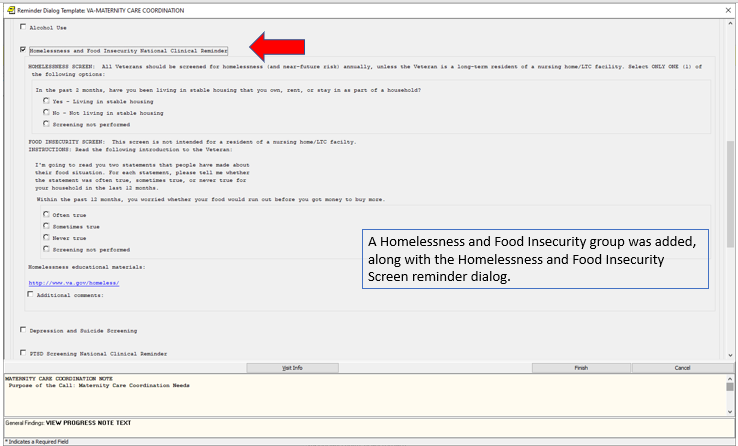 Reminder Dialog Template: VA-MATERNITY CARE COORDINATION
Alcohol Use
Homelessness and Food Insecurity National Clinical Reminder
HOMELESSNESS SCREEN: All Veterans should be screened for homelessness (and near-future risk) annually, unless the Veteran is a long-term resident of a nursing home/LTC facility. Select ONLY ONE (1) of
the following options:
In the past 2 months, have you been living in stable housing that you own, rent, or stay in as part of a household?
Yes - Living in stable housing
No - Not living in stable housing
Screening not performed
FOOD INSECURITY SCREEN: This screen is not intended for a resident of a nursing home/LTC facilty.
INSTRUCTIONS: Read the following introduction to the Veteran:
I'm going to read you two statements that people have made about
their food situation. For each statement, please tell me whether
the statement was often true, sometimes true, or never true for
your household in the last 12 months.
Within the past 12 months, you worried whether your food would run out before you got money to buy more.
Often true
Sometimes true
Never true
Screening not performed
A Homelessness and Food Insecurity group was added,
along with the Homelessness and Food Insecurity
Screen reminder dialog.
Homelessness educational materials:
http://www.va.gov/homeless/
Additional comments:
Depression and Suicide Screening
PTSD Screening National Clinical Reminder
Visit Info
Finish
Cancel
MATERNITY CARE COORDINATION NOTE
Purpose of the Call: Maternity Care Coordination Needs
General Findings: VIEW PROGRESS NOTE TEXT
* Indicates a Required Field